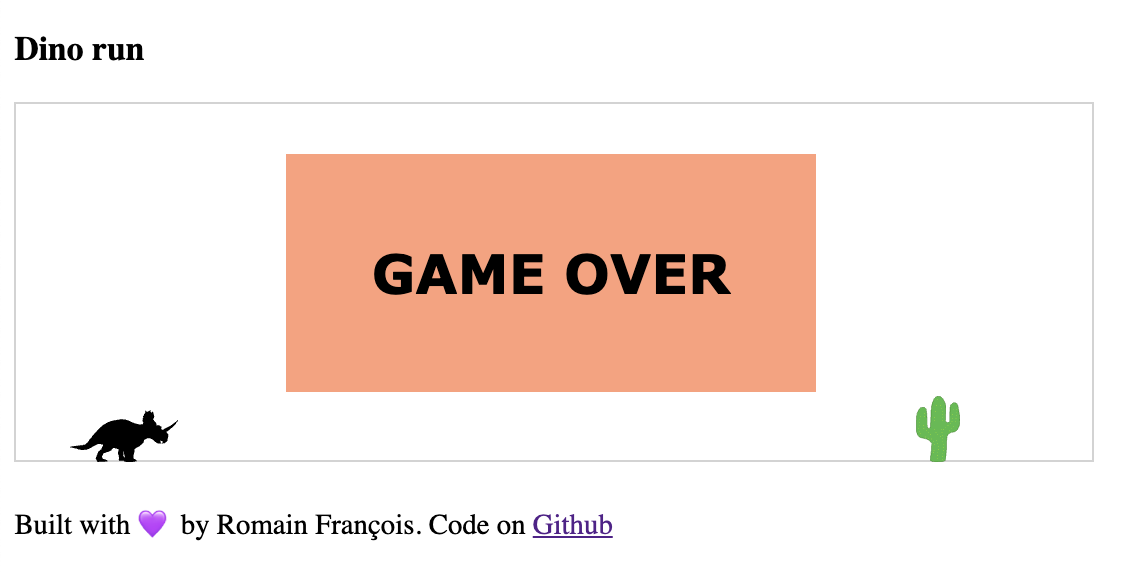 Dino run
GAME OVER
Built with 💜 by Romain François. Code on Github